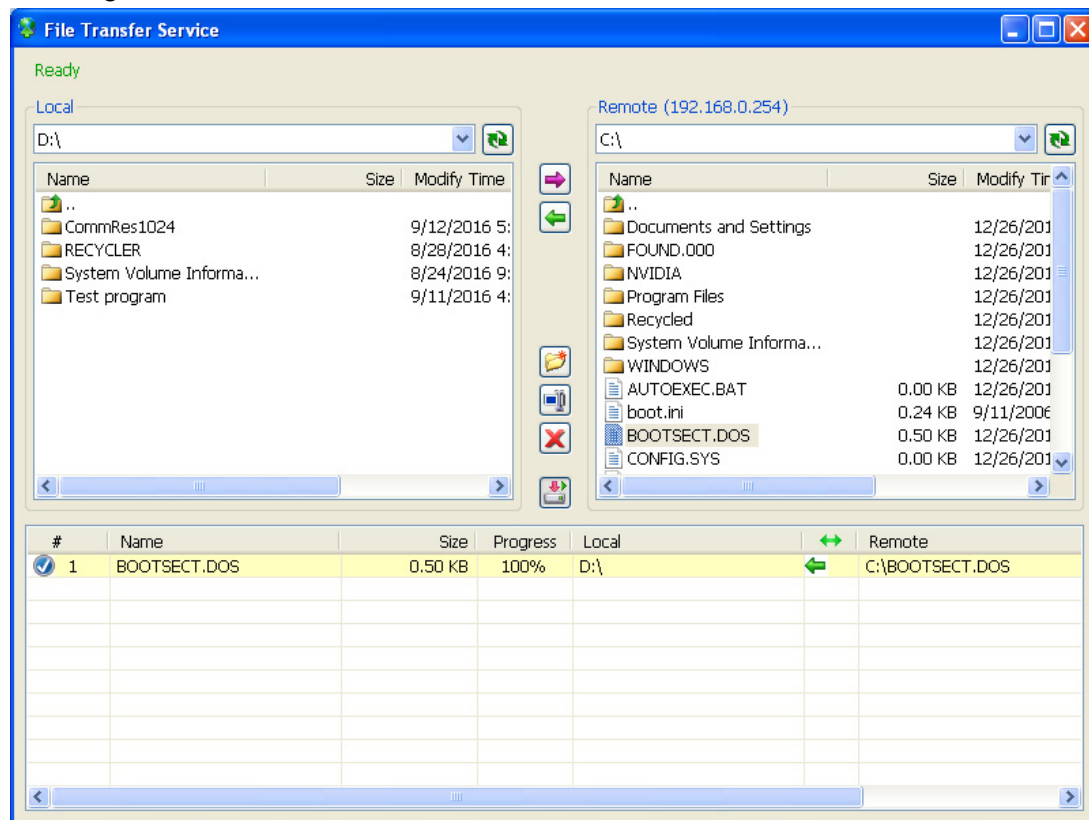 File Transfer Service
Ready
Local
D:\
Name Size Modify Time
..
CommRes1024 9/12/2016 5:
RECYCLER 8/28/2016 4:
System Volume Informa... 8/24/2016 9:
Test program 9/11/2016 4:
Remote (192.168.0.254)
C:\
Name Size Modify Tir
..
Documents and Settings 12/26/201
FOUND.000 12/26/201
NVIDIA 12/26/201
Program Files 12/26/201
Recycled 12/26/201
System Volume Informa... 12/26/201
WINDOWS 12/26/201
AUTOEXEC.BAT 0.00 KB 12/26/201
boot.ini 0.24 KB 9/11/2006
BOOTSECT.DOS 0.50 KB 12/26/201
CONFIG.SYS 0.00 KB 12/26/201
# Name Size Progress Local Remote
1 BOOTSECT.DOS 0.50 KB 100% D:\ C:\BOOTSECT.DOS